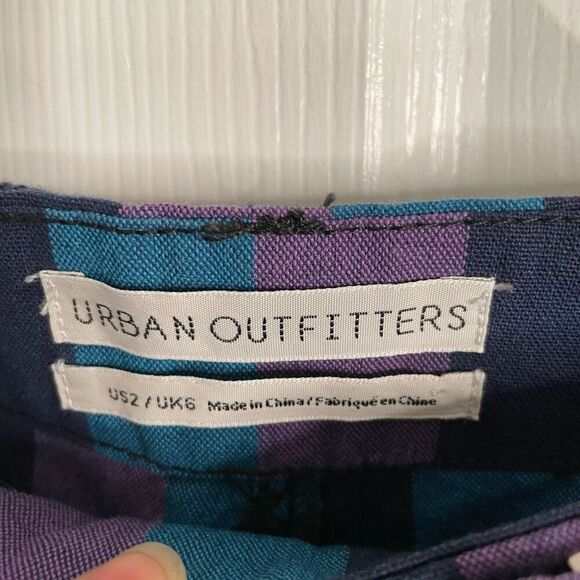 URBAN OUTFITTERS
US2 / UK6 Made in China / Fabriqué en Chine